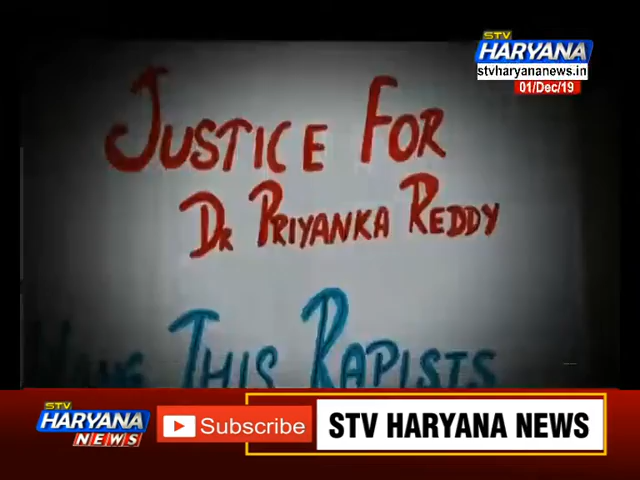 STV
HARYANA
stvharyananews.in
01/Dec/19
JUSTICE FOR
DR PRIYANKA REDDY
HANG THIS RAPISTS
STV
HARYANA
NEWS
Subscribe
STV HARYANA NEWS